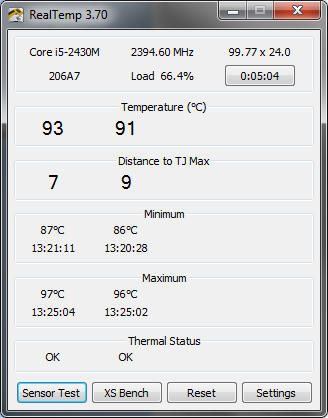 RealTemp 3.70
Core i5-2430M 2394.60 MHz 99.77 x 24.0
206A7 Load 66.4% 0:05:04
Temperature (°C)
93 91
Distance to TJ Max
7 9
Minimum
87°C 86°C
13:21:11 13:20:28
Maximum
97°C 96°C
13:25:04 13:25:02
Thermal Status
OK OK
Sensor Test XS Bench Reset Settings